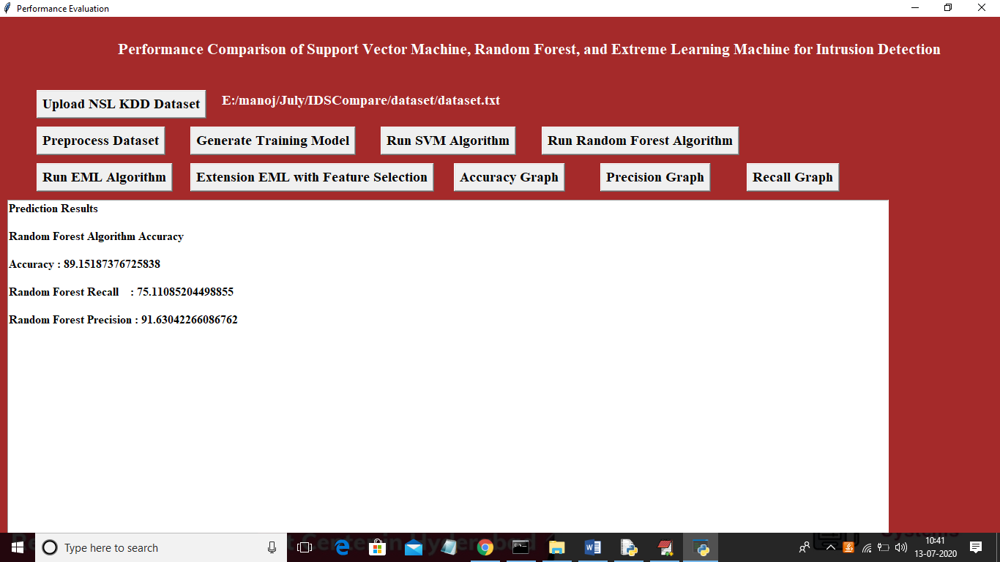 Performance Evaluation
Performance Comparison of Support Vector Machine, Random Forest, and Extreme Learning Machine for Intrusion Detection
Upload NSL KDD Dataset E:/manoj/July/IDSCompare/dataset/dataset.txt
Preprocess Dataset Generate Training Model Run SVM Algorithm Run Random Forest Algorithm
Run EML Algorithm Extension EML with Feature Selection Accuracy Graph Precision Graph Recall Graph
Prediction Results
Random Forest Algorithm Accuracy
Accuracy : 89.15187376725838
Random Forest Recall : 75.11085204498855
Random Forest Precision : 91.63042266086762
Type here to search
10:41
13-07-2020